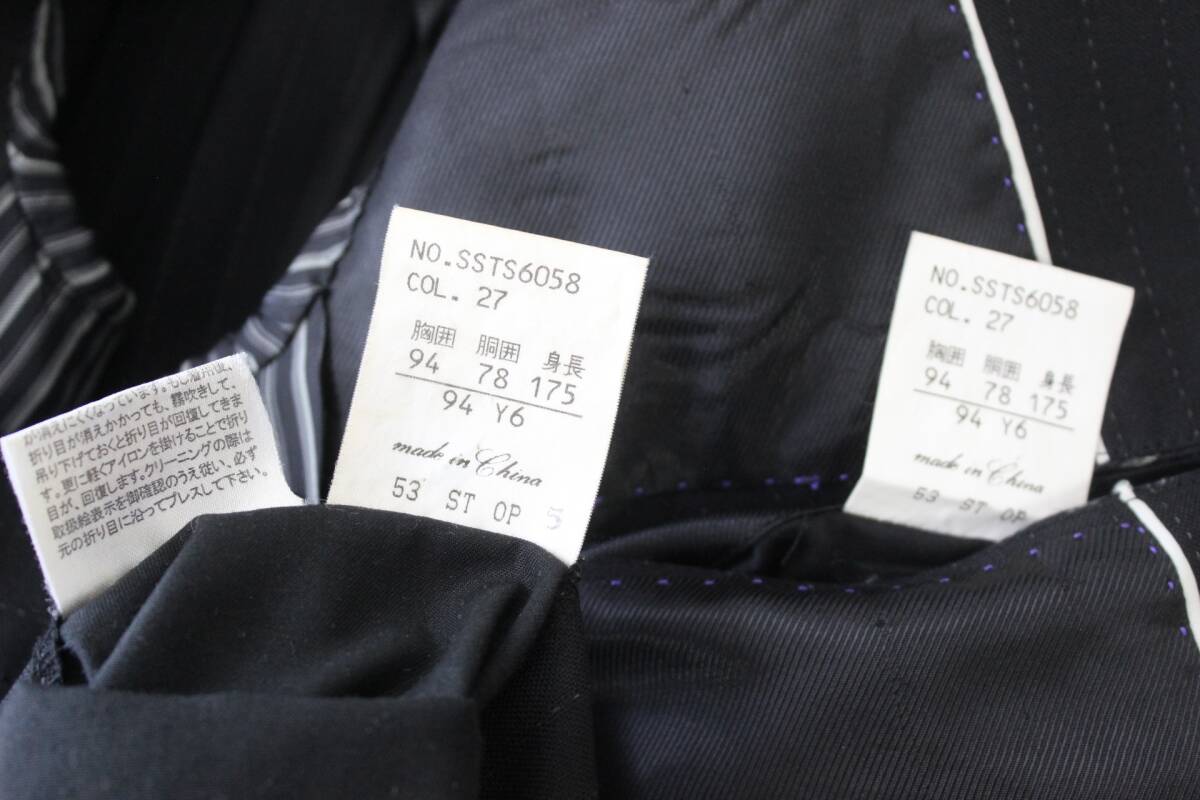 が消えにくくなっています。もし着用後、
折り目が消えかかっても、霧吹きして、
吊り下げておくと折り目が回復してきま
す。更に軽くアイロンを掛けることで折り
目が、回復します。クリーニングの際は
取扱絵表示を御確認のうえ従い、必ず
元の折り目に沿ってプレスして下さい。
NO.SSTS6058
COL. 27
胸囲 胴囲 身長
94 78 175
94 Y6
made in China
53 ST OP 5
NO.SSTS6058
COL. 27
胸囲 胴囲 身長
94 78 175
94 Y6
made in China
53 ST OP